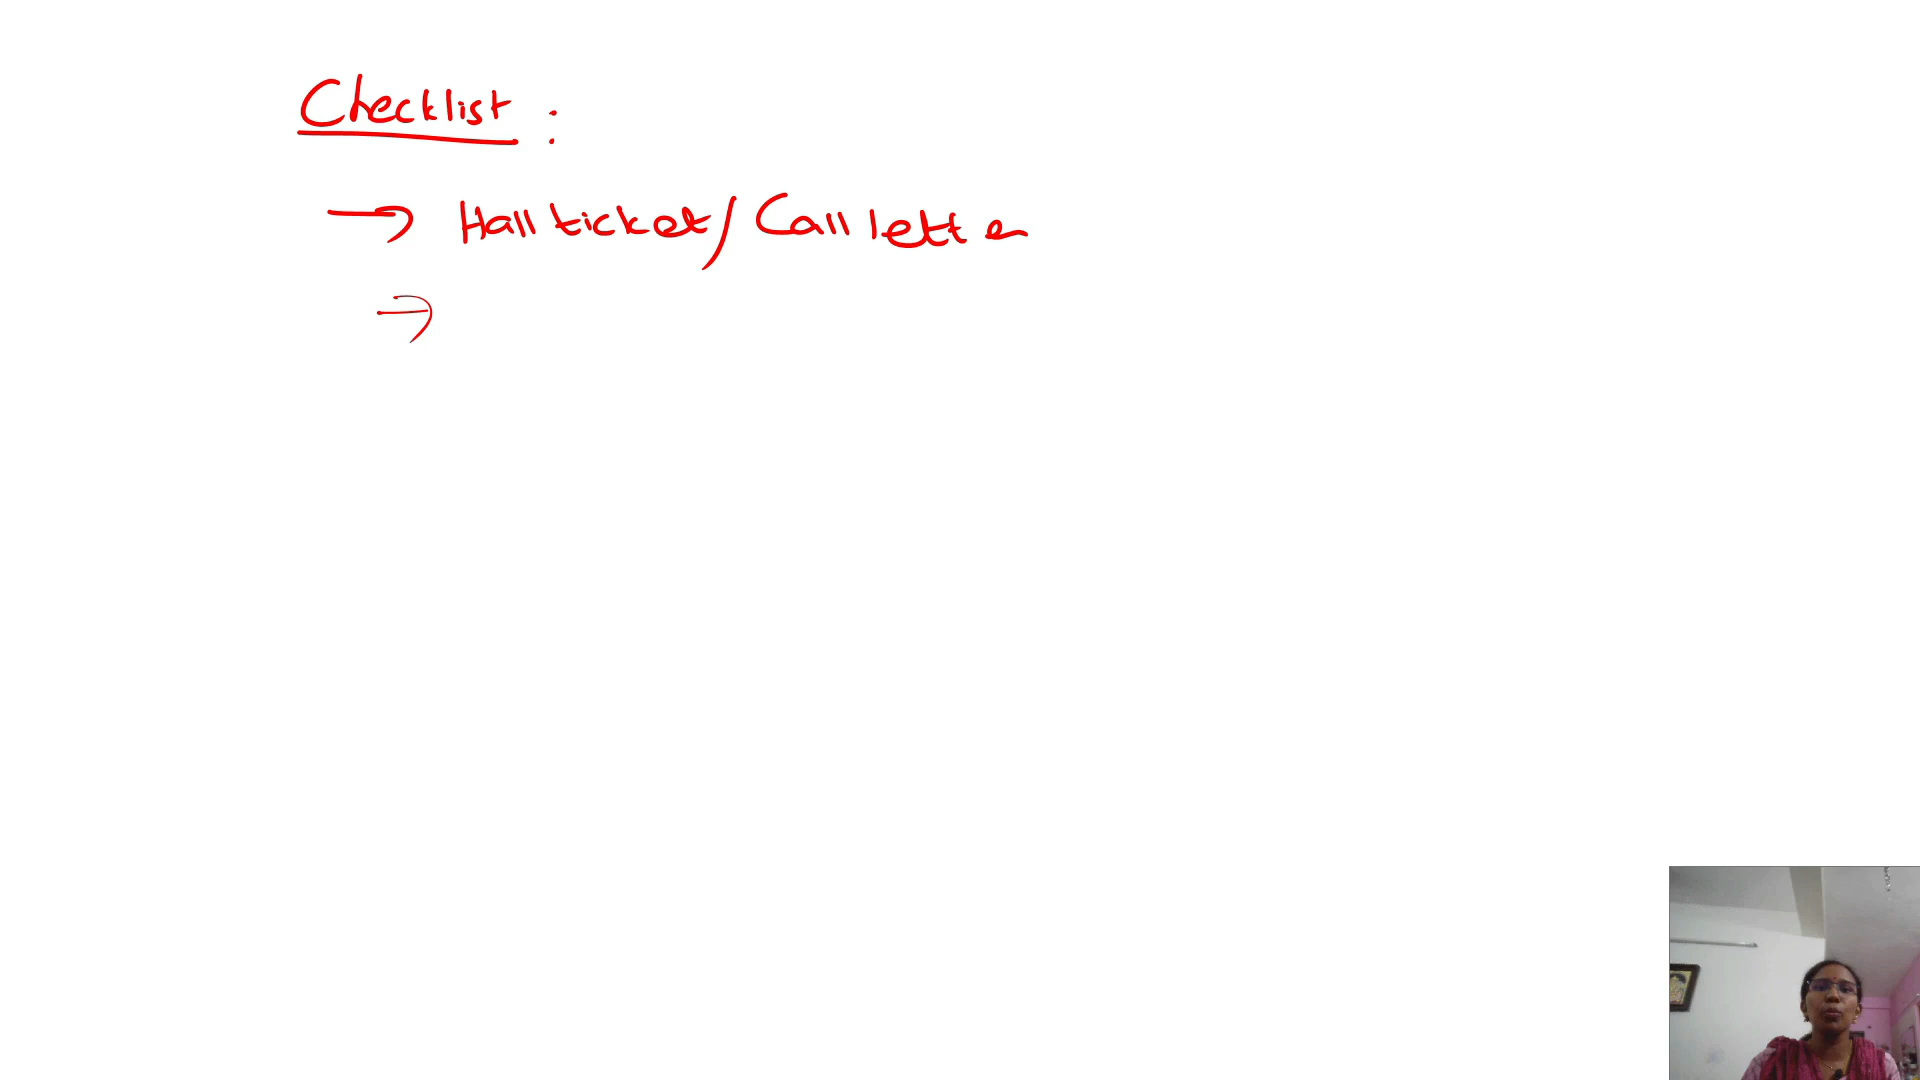 Checklist :
→ Hall ticket / Call letter
→